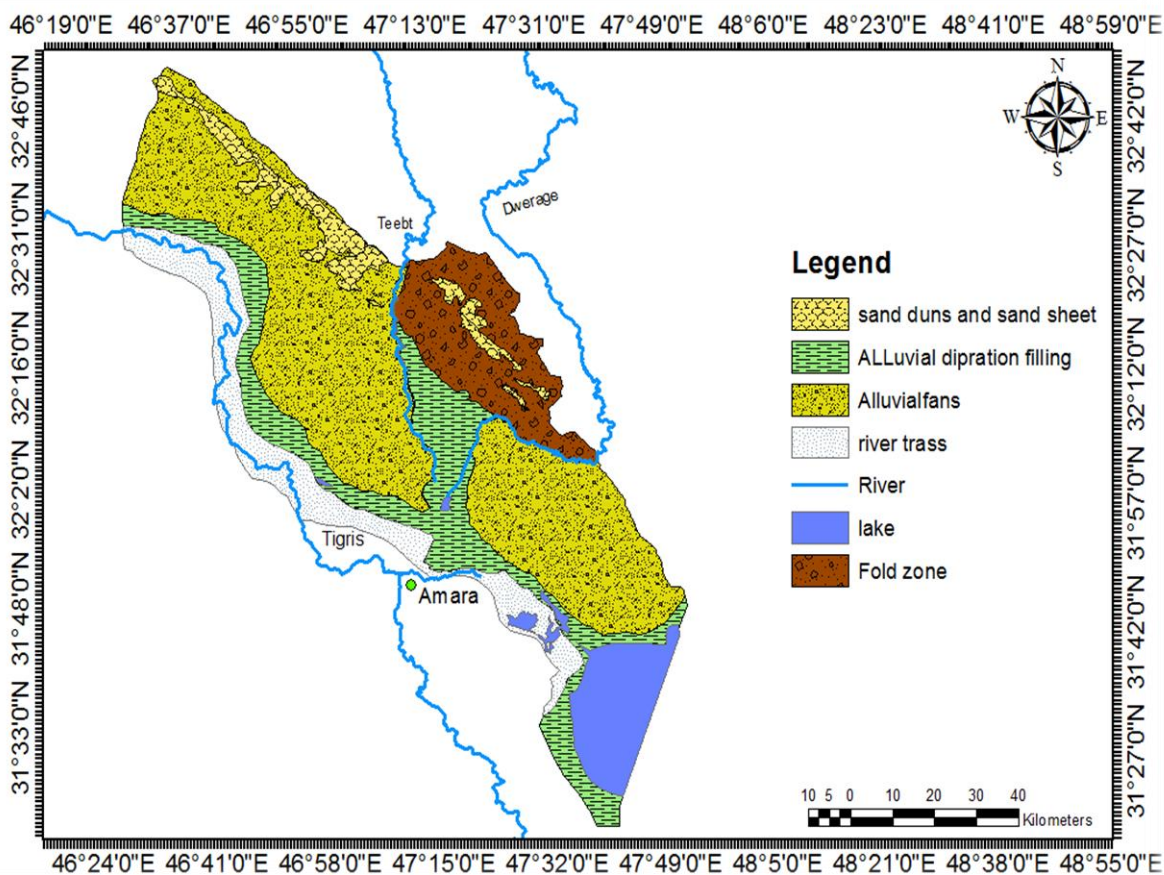 46°19'0"E 46°37'0"E 46°55'0"E 47°13'0"E 47°31'0"E 47°49'0"E 48°6'0"E 48°23'0"E 48°41'0"E 48°59'0"E
32°46'0"N
32°31'0"N
32°16'0"N
32°2'0"N
31°48'0"N
31°33'0"N
N
W E
S
Teebt
Dwerage
Tigris
Amara
Legend
sand duns and sand sheet
ALLuvial dipration filling
Alluvialfans
river trass
River
lake
Fold zone
10 5 0 10 20 30 40
Kilometers
32°42'0"N
32°27'0"N
32°12'0"N
31°57'0"N
31°42'0"N
31°27'0"N
46°24'0"E 46°41'0"E 46°58'0"E 47°15'0"E 47°32'0"E 47°49'0"E 48°5'0"E 48°21'0"E 48°38'0"E 48°55'0"E